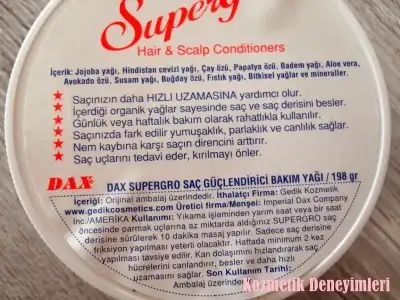 Superg
Hair & Scalp Conditioners
İçerik: Jojoba yağı, Hindistan cevizi yağı, Çay özü, Papatya özü, Badem yağı, Aloe vera,
Avokado özü, Susam yağ, Buğday özü, Fıstık yağı, Bitkisel yağlar ve mineraller.
★ Saçınızın daha HIZLI UZAMASINA yardımcı olur.
★ İçerdiği organik yağlar sayesinde saç ve saç derisini besler.
★ Günlük veya haftalık bakım olarak rahatlıkla kullanılır.
★ Saçınızda fark edilir yumuşaklık, parlaklık ve canlılık sağlar.
★ Nem kaybına karşı saçın direncini arttırır.
★ Saç uçlarını tedavi eder, kırılmayı önler.
DAX DAX SUPERGRO SAÇ GÜÇLENDİRİCİ BAKIM YAĞI / 198 gr
İçeriği: Orijinal ambalaj üzerindedir. İthalatçı Firma: Gedik Kozmetik
www.gedikcosmetics.com Üretici firma/Menşei: Imperial Dax Company
Inc./AMERİKA Kullanımı: Yıkama işleminden yarım saat veya bir saat
öncesinde parmak uçlarına az miktarda aldığınız SUPERGRO saç
derisine sürülerek 10 dakika masaj yapılır. Sadece saç derisine
friksiyon yapılması yeterli olacaktır. Haftada minimum 2 kez
yapılması tavsiye edilir. Kan dolaşımını hızlandırarak saç
hücrelerini canlandırır, besler ve daha hızlı
uzamasını sağlar. Son Kullanım Tarihi:
Ambalaj üzerindedir.
Kozmetik Deneyimleri